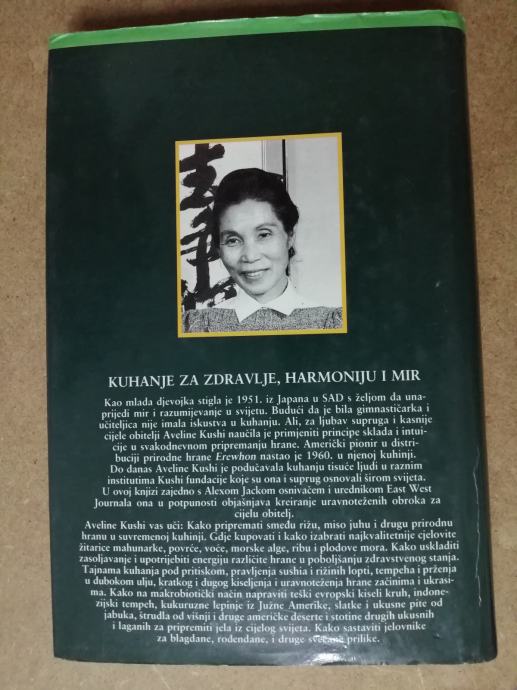 KUHANJE ZA ZDRAVLJE, HARMONIJU I MIR
Kao mlada djevojka stigla je 1951. iz Japana u SAD s željom da una-
prijedi mir i razumijevanje u svijetu. Budući da je bila gimnastičarka i
učiteljica nije imala iskustva u kuhanju. Ali, za ljubav supruga i kasnije
cijele obitelji Aveline Kushi naučila je primjeniti principe sklada i intui-
cije u svakodnevnom pripremanju hrane. Američki pionir u distri-
buciji prirodne hrane Erewhon nastao je 1960. u njenoj kuhinji.
Do danas Aveline Kushi je podučavala kuhanju tisuće ljudi u raznim
institutima Kushi fundacije koje su ona i suprug osnovali širom svijeta.
U ovoj knjizi zajedno s Alexom Jackom osnivačem i urednikom East West
Journala ona u potpunosti objašnjava kreiranje uravnoteženih obroka za
cijelu obitelj.
Aveline Kushi vas uči: Kako pripremati smeđu rižu, miso juhu i drugu prirodnu
hranu u suvremenoj kuhinji. Gdje kupovati i kako izabrati najkvalitetnije cjelovite
žitarice mahunarke, povrće, voće, morske alge, ribu i plodove mora. Kako uskladiti
zasoljavanje i upotrijebiti energiju različite hrane u poboljšanju zdravstvenog stanja.
Tajnama kuhanja pod pritiskom, pravljenja sushia i rižinih lopti, tempeha i prženja
u dubokom ulju, kratkog i dugog kiseljenja i uravnoteženja hrane začinima i ukrasi-
ma. Kako na makrobiotički način napraviti teški evropski kiseli kruh, indone-
zijski tempeh, kukuruzne lepinje iz Južne Amerike, slatke i ukusne pite od
jabuka, štrudla od višnji i druge američke deserte i stotine drugih ukusnih
i laganih za pripremiti jela iz cijelog svijeta. Kako sastaviti jelovnike
za blagdane, rođendane, i druge svečane prilike.